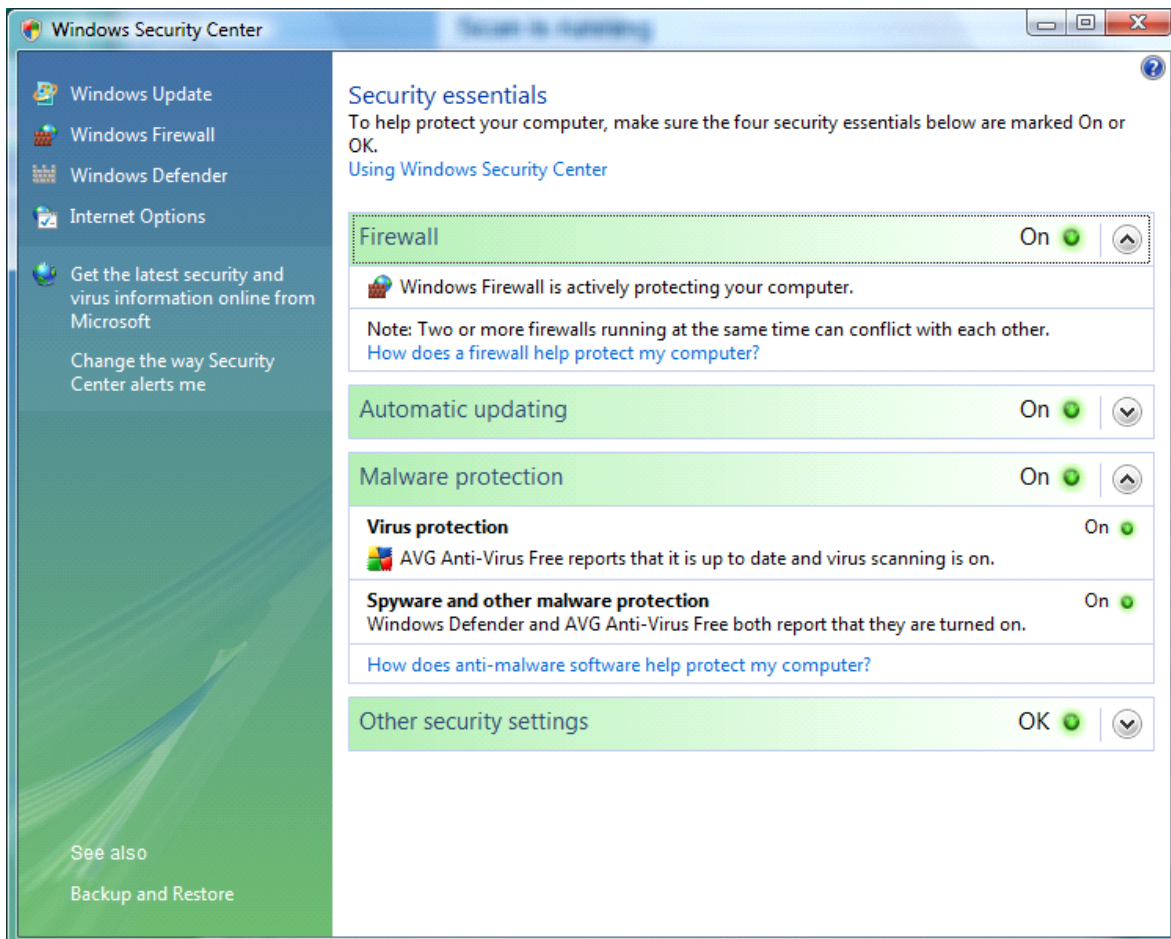 Windows Security Center
Scan is running
Windows Update
Windows Firewall
Windows Defender
Internet Options
Get the latest security and
virus information online from
Microsoft
Change the way Security
Center alerts me
See also
Backup and Restore
Security essentials
To help protect your computer, make sure the four security essentials below are marked On or
OK.
Using Windows Security Center
Firewall On
Windows Firewall is actively protecting your computer.
Note: Two or more firewalls running at the same time can conflict with each other.
How does a firewall help protect my computer?
Automatic updating On
Malware protection On
Virus protection On
AVG Anti-Virus Free reports that it is up to date and virus scanning is on.
Spyware and other malware protection On
Windows Defender and AVG Anti-Virus Free both report that they are turned on.
How does anti-malware software help protect my computer?
Other security settings OK